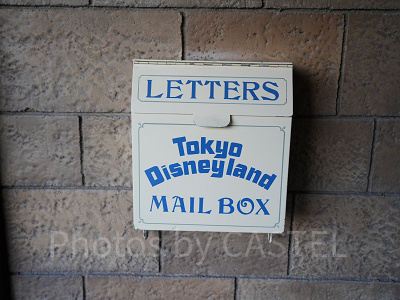 LETTERS
Tokyo
Disneyland
MAIL BOX
Photos by CASTEL